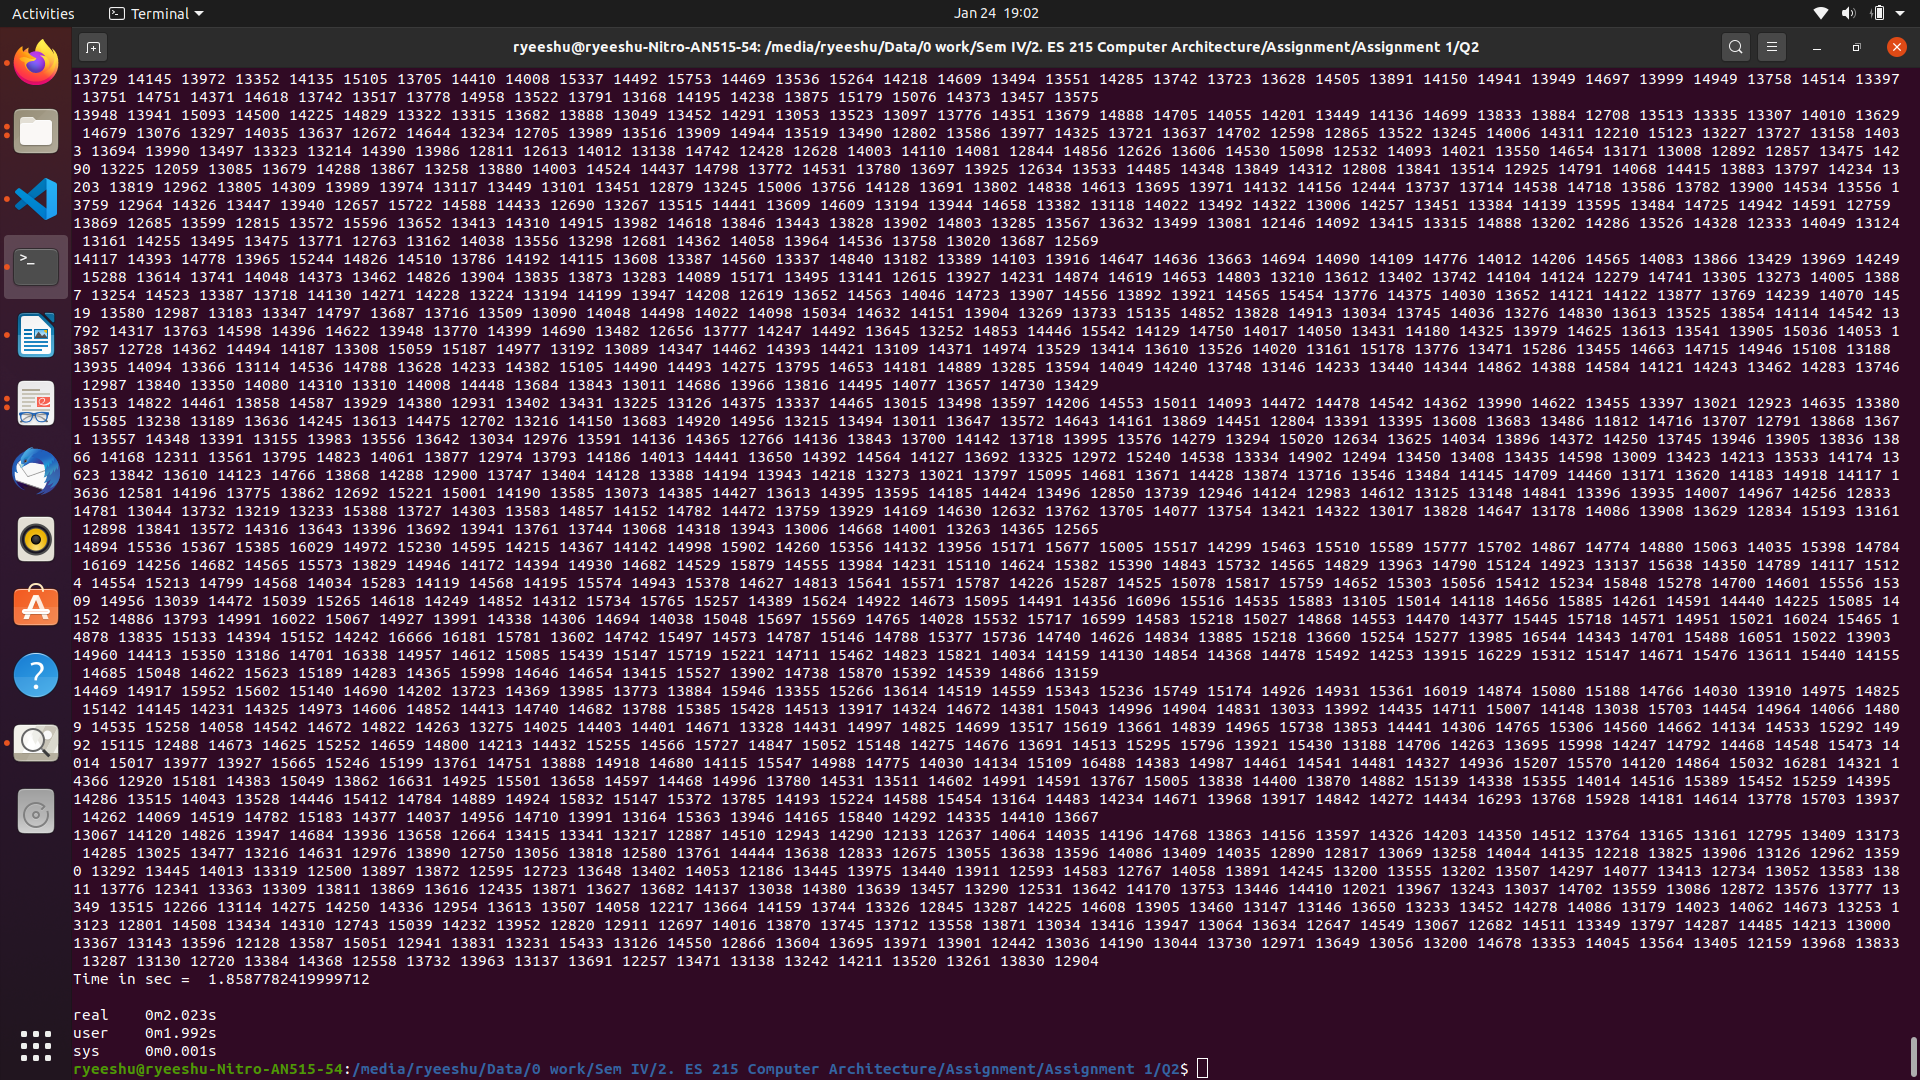 Activities
Terminal
Jan 24 19:02
ryeeshu@ryeeshu-Nitro-AN515-54: /media/ryeeshu/Data/0 work/Sem IV/2. ES 215 Computer Architecture/Assignment/Assignment 1/Q2
13729 14145 13972 13352 14135 15105 13705 14410 14008 15337 14492 15753 14469 13536 15264 14218 14609 13494 13551 14285 13742 13723 13628 14505 13891 14150 14941 13949 14697 13999 14949 13758 14514 13397
13751 14751 14371 14618 13742 13517 13778 14958 13522 13791 13168 14195 14238 13875 15179 15076 14373 13457 13575
13948 13941 15093 14500 14225 14829 13322 13315 13682 13888 13049 13452 14291 13053 13523 13097 13776 14351 13679 14888 14705 14055 14201 13449 14136 14699 13833 13884 12708 13513 13335 13307 14010 13629
14679 13076 13297 14035 13637 12672 14644 13234 12705 13989 13516 13909 14944 13519 13490 12802 13586 13977 14325 13721 13637 14702 12598 12865 13522 13245 14006 14311 12210 15123 13227 13727 13158 1403
3 13694 13990 13497 13323 13214 14390 13986 12811 12613 14012 13138 14742 12428 12628 14003 14110 14081 12844 14856 12626 13606 14530 15098 12532 14093 14021 13550 14654 13171 13008 12892 12857 13475 142
90 13225 12059 13085 13679 14288 13867 13258 13880 14003 14524 14437 14798 13772 14531 13780 13697 13925 12634 13533 14485 14348 13849 14312 12808 13841 13514 12925 14791 14068 14415 13883 13797 14234 13
203 13819 12962 13805 14309 13989 13974 13117 13449 13101 13451 12879 13245 15006 13756 14128 13691 13802 14838 14613 13695 13971 14132 14156 12444 13737 13714 14538 14718 13586 13782 13900 14534 13556 1
3759 12964 14326 13447 13940 12657 15722 14588 14433 12690 13267 13515 14441 13609 14609 13194 13944 14658 13382 13118 14022 13492 14322 13006 14257 13451 13384 14139 13595 13484 14725 14942 14591 12759
13869 12685 13599 12815 13572 15596 13652 13413 14310 14915 13982 14618 13846 13443 13828 13902 14803 13285 13567 13632 13499 13081 12146 14092 13415 13315 14888 13202 14286 13526 14328 12333 14049 13124
13161 14255 13495 13475 13771 12763 13162 14038 13556 13298 12681 14362 14058 13964 14536 13758 13020 13687 12569
14117 14393 14778 13965 15244 14826 14510 13786 14192 14115 13608 13387 14560 13337 14840 13182 13389 14103 13916 14647 14636 13663 14694 14090 14109 14776 14012 14206 14565 14083 13866 13429 13969 14249
15288 13614 13741 14048 14373 13462 14826 13904 13835 13873 13283 14089 15171 13495 13141 12615 13927 14231 14874 14619 14653 14803 13210 13612 13402 13742 14104 14124 12279 14741 13305 13273 14005 1388
7 13254 14523 13387 13718 14130 14271 14228 13224 13194 14199 13947 14208 12619 13652 14563 14046 14723 13907 14556 13892 13921 14565 15454 13776 14375 14030 13652 14121 14122 13877 13769 14239 14070 145
19 13580 12987 13183 13347 14797 13687 13716 13509 13090 14048 14498 14022 14098 15034 14632 14151 13904 13269 13733 15135 14852 13828 14913 13034 13745 14036 13276 14830 13613 13525 13854 14114 14542 13
792 14317 13763 14598 14396 14622 13948 13770 14399 14690 13482 12656 13777 14247 14492 13645 13252 14853 14446 15542 14129 14750 14017 14050 13431 14180 14325 13979 14625 13613 13541 13905 15036 14053 1
3857 12728 14362 14494 14187 13308 15059 15187 14977 13192 13089 14347 14462 14393 14421 13109 14371 14974 13529 13414 13610 13526 14020 13161 15178 13776 13471 15286 13455 14663 14715 14946 15108 13188
13935 14094 13366 13114 14536 14788 13628 14233 14382 15105 14490 14493 14275 13795 14653 14181 14889 13285 13594 14049 14240 13748 13146 14233 13440 14344 14862 14388 14584 14121 14243 13462 14283 13746
12987 13840 13350 14080 14310 13310 14008 14448 13684 13843 13011 14686 13966 13816 14495 14077 13657 14730 13429
13513 14822 14461 13858 14587 13929 14380 12931 13402 13431 13225 13126 14375 13337 14465 13015 13498 13597 14206 14553 15011 14093 14472 14478 14542 14362 13990 14622 13455 13397 13021 12923 14635 13380
15585 13238 13189 13636 14245 13613 14475 12702 13216 14150 13683 14920 14956 13215 13494 13011 13647 13572 14643 14161 13869 14451 12804 13391 13395 13608 13683 13486 11812 14716 13707 12791 13868 1367
1 13557 14348 13391 13155 13983 13556 13642 13034 12976 13591 14136 14365 12766 14136 13843 13700 14142 13718 13995 13576 14279 13294 15020 12634 13625 14034 13896 14372 14250 13745 13946 13905 13836 138
66 14168 12311 13561 13795 14823 14061 13877 12974 13793 14186 14013 14441 13650 14392 14564 14127 13692 13325 12972 15240 14538 13334 14902 12494 13450 13408 13435 14598 13009 13423 14213 13533 14174 13
623 13842 13610 14123 14766 13868 14288 12900 13747 13404 14128 13388 14194 13943 14218 13273 13021 13797 15095 14681 13671 14428 13874 13716 13546 13484 14145 14709 14460 13171 13620 14183 14918 14117 1
3636 12581 14196 13775 13862 12692 15221 15001 14190 13585 13073 14385 14427 13613 14395 13595 14185 14424 13496 12850 13739 12946 14124 12983 14612 13125 13148 14841 13396 13935 14007 14967 14256 12833
14781 13044 13732 13219 13233 15388 13727 14303 13583 14857 14152 14782 14472 13759 13929 14169 14630 12632 13762 13705 14077 13754 13421 14322 13017 13828 14647 13178 14086 13908 13629 12834 15193 13161
12898 13841 13572 14316 13643 13396 13692 13941 13761 13744 13068 14318 13943 13006 14668 14001 13263 14365 12565
14894 15536 15367 15385 16029 14972 15230 14595 14215 14367 14142 14998 15902 14260 15356 14132 13956 15171 15677 15005 15517 14299 15463 15510 15589 15777 15702 14867 14774 14880 15063 14035 15398 14784
16169 14256 14682 14565 15573 13829 14946 14172 14394 14930 14682 14529 15879 14555 13984 14231 15110 14624 15382 15390 14843 15732 14565 14829 13963 14790 15124 14923 13137 15638 14350 14789 14117 1512
4 14554 15213 14799 14568 14034 15283 14119 14568 14195 15574 14943 15378 14627 14813 15641 15571 15787 14226 15287 14525 15078 15817 15759 14652 15303 15056 15412 15234 15848 15278 14700 14601 15556 153
09 14956 13039 14472 15039 15265 14618 14249 14852 14312 15734 15765 15257 14389 15624 14922 14673 15095 14491 14356 16096 15516 14535 15883 13105 15014 14118 14656 15885 14261 14591 14440 14225 15085 14
152 14886 13793 14991 16022 15067 14927 13991 14338 14306 14694 14038 15048 15697 15569 14765 14028 15532 15717 16599 14583 15218 15027 14868 14553 14470 14377 15445 15718 14571 14951 15021 16024 15465 1
4878 13835 15133 14394 15152 14242 16666 16181 15781 13602 14742 15497 14573 14787 15146 14788 15377 15736 14740 14626 14834 13885 15218 13660 15254 15277 13985 16544 14343 14701 15488 16051 15022 13903
14960 14413 15350 13186 14701 16338 14957 14612 15085 15439 15147 15719 15221 14711 15462 14823 15821 14034 14159 14130 14854 14368 14478 15492 14253 13915 16229 15312 15147 14671 15476 13611 15440 14155
14685 15048 14622 15623 15189 14283 14365 15998 14646 14654 13415 15527 13902 14738 15870 15392 14539 14866 13159
14469 14917 15952 15602 15140 14690 14202 13723 14369 13985 13773 13884 15946 13355 15266 13614 14519 14559 15343 15236 15749 15174 14926 14931 15361 16019 14874 15080 15188 14766 14030 13910 14975 14825
15142 14145 14231 14325 14973 14606 14852 14413 14740 14682 13788 15385 15428 14513 13917 14324 14672 14381 15043 14996 14904 14831 13033 13992 14435 14711 15007 14148 13038 15703 14454 14964 14066 1480
9 14535 15258 14058 14542 14672 14822 14263 13275 14025 14403 14401 14671 13328 14431 14997 14825 14699 13517 15619 13661 14839 14965 15738 13853 14441 14306 14765 15306 14560 14662 14134 14533 15292 149
92 15115 12488 14673 14625 15252 14659 14800 14213 14432 15255 14566 15727 14847 15052 15148 14275 14676 13691 14513 15295 15796 13921 15430 13188 14706 14263 13695 15998 14247 14792 14468 14548 15473 14
014 15017 13977 13927 15665 15246 15199 13761 14751 13888 14918 14680 14115 15547 14988 14775 14030 14134 15109 16488 14383 14987 14461 14541 14481 14327 14936 15207 15570 14120 14864 15032 16281 14321 1
4366 12920 15181 14383 15049 13862 16631 14925 15501 13658 14597 14468 14996 13780 14531 13511 14602 14991 14591 13767 15005 13838 14400 13870 14882 15139 14338 15355 14014 14516 15389 15452 15259 14395
14286 13515 14043 13528 14446 15412 14784 14889 14924 15832 15147 15372 13785 14193 15224 14588 15454 13164 14483 14234 14671 13968 13917 14842 14272 14434 16293 13768 15928 14181 14614 13778 15703 13937
14262 14069 14519 14782 15183 14377 14037 14956 14710 13991 13164 15363 13946 14165 15840 14292 14335 14410 13667
13067 14120 14826 13947 14684 13936 13658 12664 13415 13341 13217 12887 14510 12943 14290 12133 12637 14064 14035 14196 14768 13863 14156 13597 14326 14203 14350 14512 13764 13165 13161 12795 13409 13173
14285 13025 13477 13216 14631 12976 13890 12750 13056 13818 12580 13761 14444 13638 12833 12675 13055 13638 13596 14086 13409 14035 12890 12817 13069 13258 14044 14135 12218 13825 13906 13126 12962 1359
0 13292 13445 14013 13319 12500 13897 13872 12595 12723 13648 13402 14053 12186 13445 13975 13440 13911 12593 14583 12767 14058 13891 14245 13200 13555 13202 13507 14297 14077 13413 12734 13052 13583 138
11 13776 12341 13363 13309 13811 13869 13616 12435 13871 13627 13682 14137 13038 14380 13639 13457 13290 12531 13642 14170 13753 13446 14410 12021 13967 13243 13037 14702 13559 13086 12872 13576 13777 13
349 13515 12266 13114 14275 14250 14336 12954 13613 13507 14058 12217 13664 14159 13744 13326 12845 13287 14225 14608 13905 13460 13147 13146 13650 13233 13452 14278 14086 13179 14023 14062 14673 13253 1
3123 12801 14508 13434 14310 12743 15039 14232 13952 12820 12911 12697 14016 13870 13745 13712 13558 13871 13034 13416 13947 13064 13634 12647 14549 13067 12682 14511 13349 13797 14287 14485 14213 13000
13367 13143 13596 12128 13587 15051 12941 13831 13231 15433 13126 14550 12866 13604 13695 13712 13971 13901 12442 13036 14190 13044 13730 12971 13649 13056 13200 14678 13353 14045 13564 13405 12159 13968 13833
13287 13130 12720 13384 14368 12558 13732 13963 13137 13691 12257 13471 13138 13242 14211 13520 13261 13830 12904
Time in sec =  1.8587782419999712
real 0m2.023s
user 0m1.992s
sys 0m0.001s
ryeeshu@ryeeshu-Nitro-AN515-54:/media/ryeeshu/Data/0 work/Sem IV/2. ES 215 Computer Architecture/Assignment/Assignment 1/Q2$